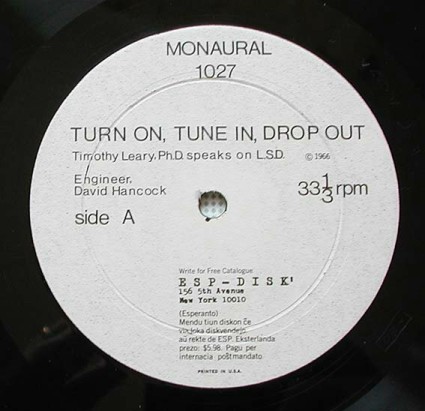 MONAURAL
1027
TURN ON, TUNE IN, DROP OUT
Timothy Leary, Ph.D. speaks on L.S.D. © 1966
Engineer.
David Hancock
33 1/3 rpm
side A
Write for Free Catalogue
ESP-DISK'
156 5th Avenue
New York 10010
(Esperanto)
Mendu tiun diskon ĉe
via loka diskvendejo
aŭ rekte de ESP. Eksterlanda
prezo: $5.98. Pagu per
internacia poŝtmandato
PRINTED IN U.S.A.